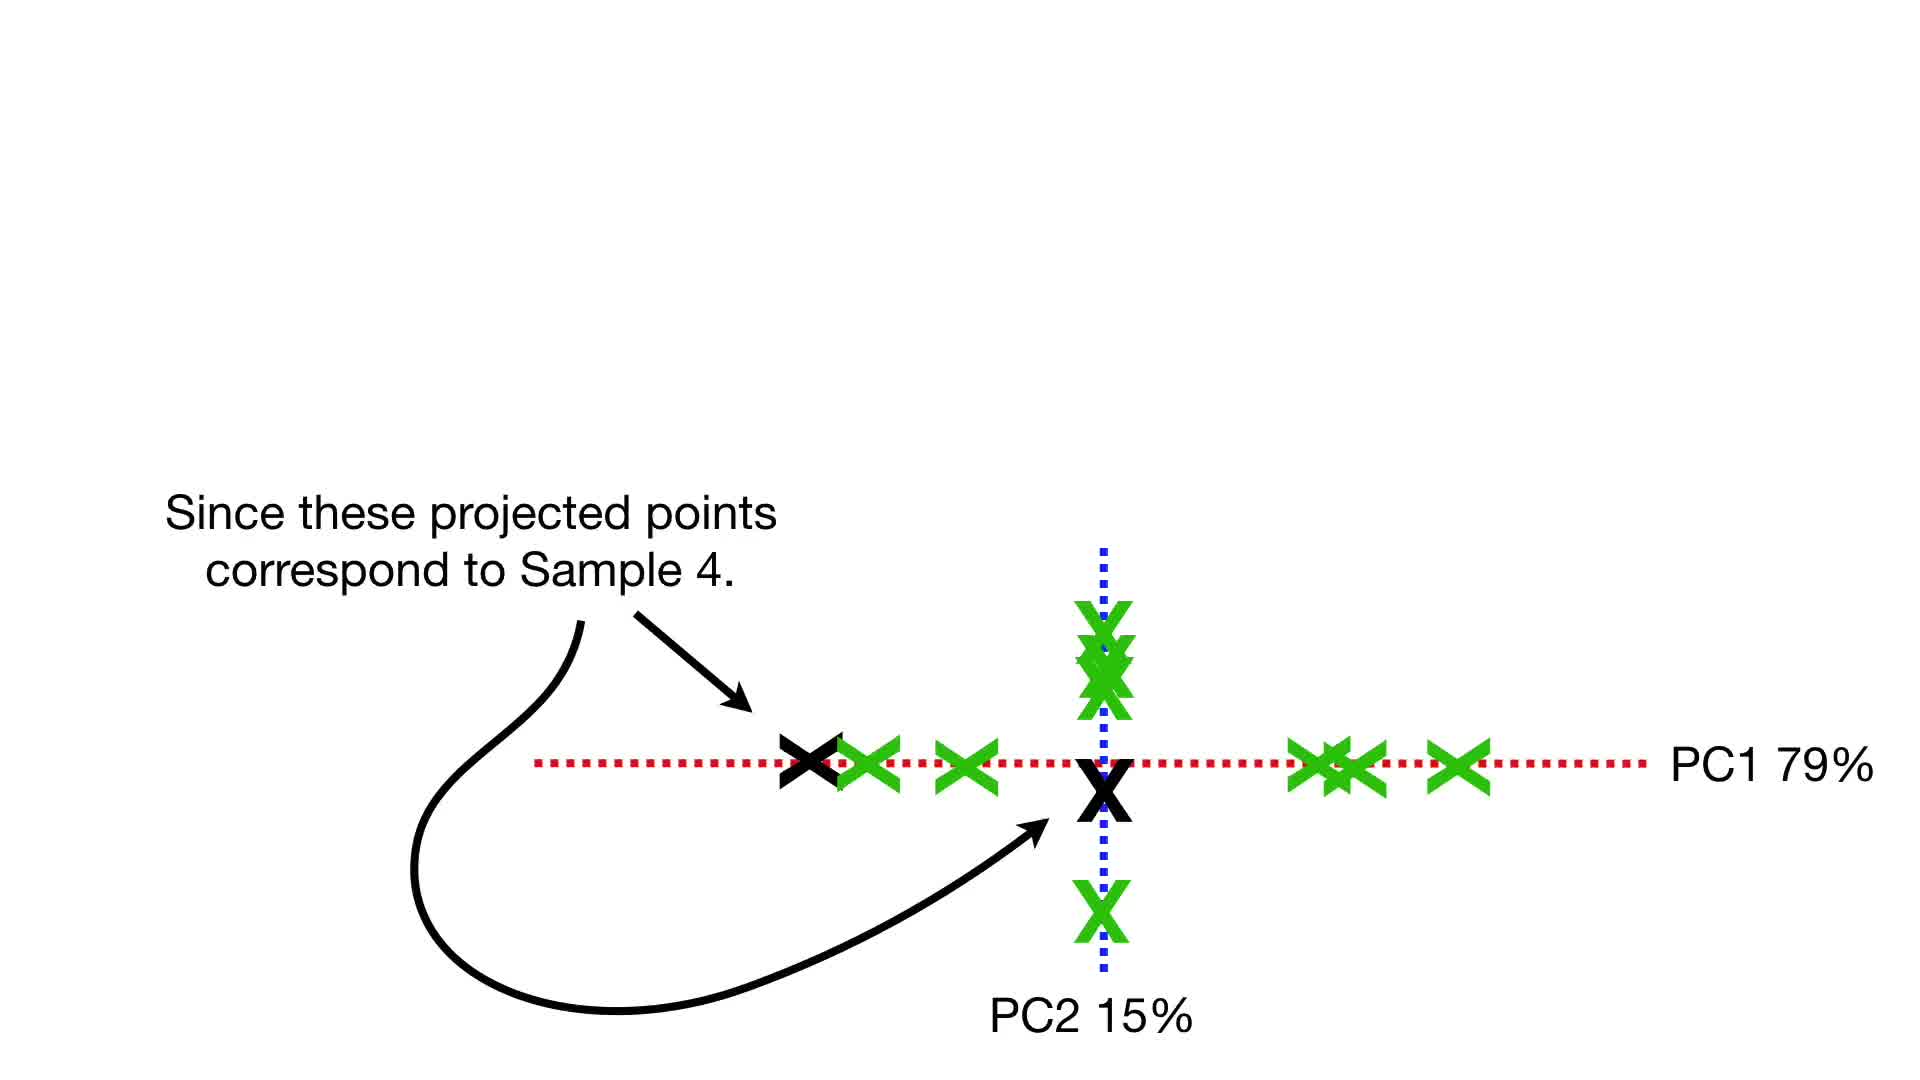 Since these projected points
correspond to Sample 4.
PC1 79%
PC2 15%